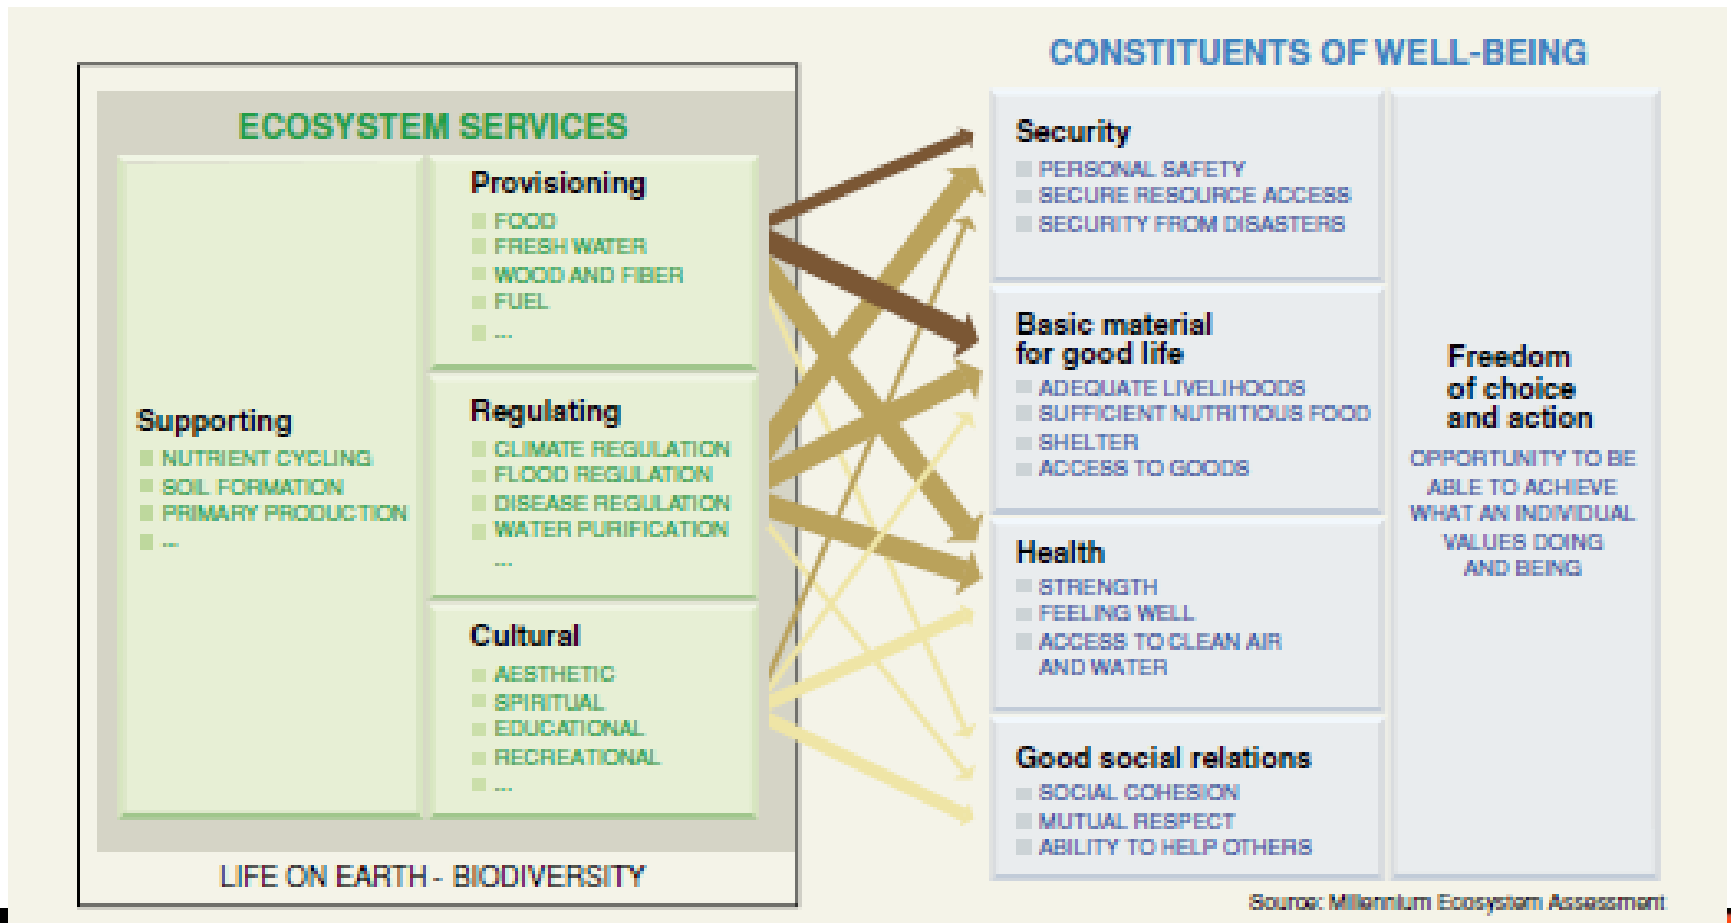 CONSTITUENTS OF WELL-BEING
ECOSYSTEM SERVICES
Supporting
NUTRIENT CYCLING
SOIL FORMATION
PRIMARY PRODUCTION
...
Provisioning
FOOD
FRESH WATER
WOOD AND FIBER
FUEL
...
Regulating
CLIMATE REGULATION
FLOOD REGULATION
DISEASE REGULATION
WATER PURIFICATION
...
Cultural
AESTHETIC
SPIRITUAL
EDUCATIONAL
RECREATIONAL
...
LIFE ON EARTH - BIODIVERSITY
Security
PERSONAL SAFETY
SECURE RESOURCE ACCESS
SECURITY FROM DISASTERS
Basic material
for good life
ADEQUATE LIVELIHOODS
SUFFICIENT NUTRITIOUS FOOD
SHELTER
ACCESS TO GOODS
Health
STRENGTH
FEELING WELL
ACCESS TO CLEAN AIR
AND WATER
Good social relations
SOCIAL COHESION
MUTUAL RESPECT
ABILITY TO HELP OTHERS
Freedom
of choice
and action
OPPORTUNITY TO BE
ABLE TO ACHIEVE
WHAT AN INDIVIDUAL
VALUES DOING
AND BEING
Source: Millennium Ecosystem Assessment